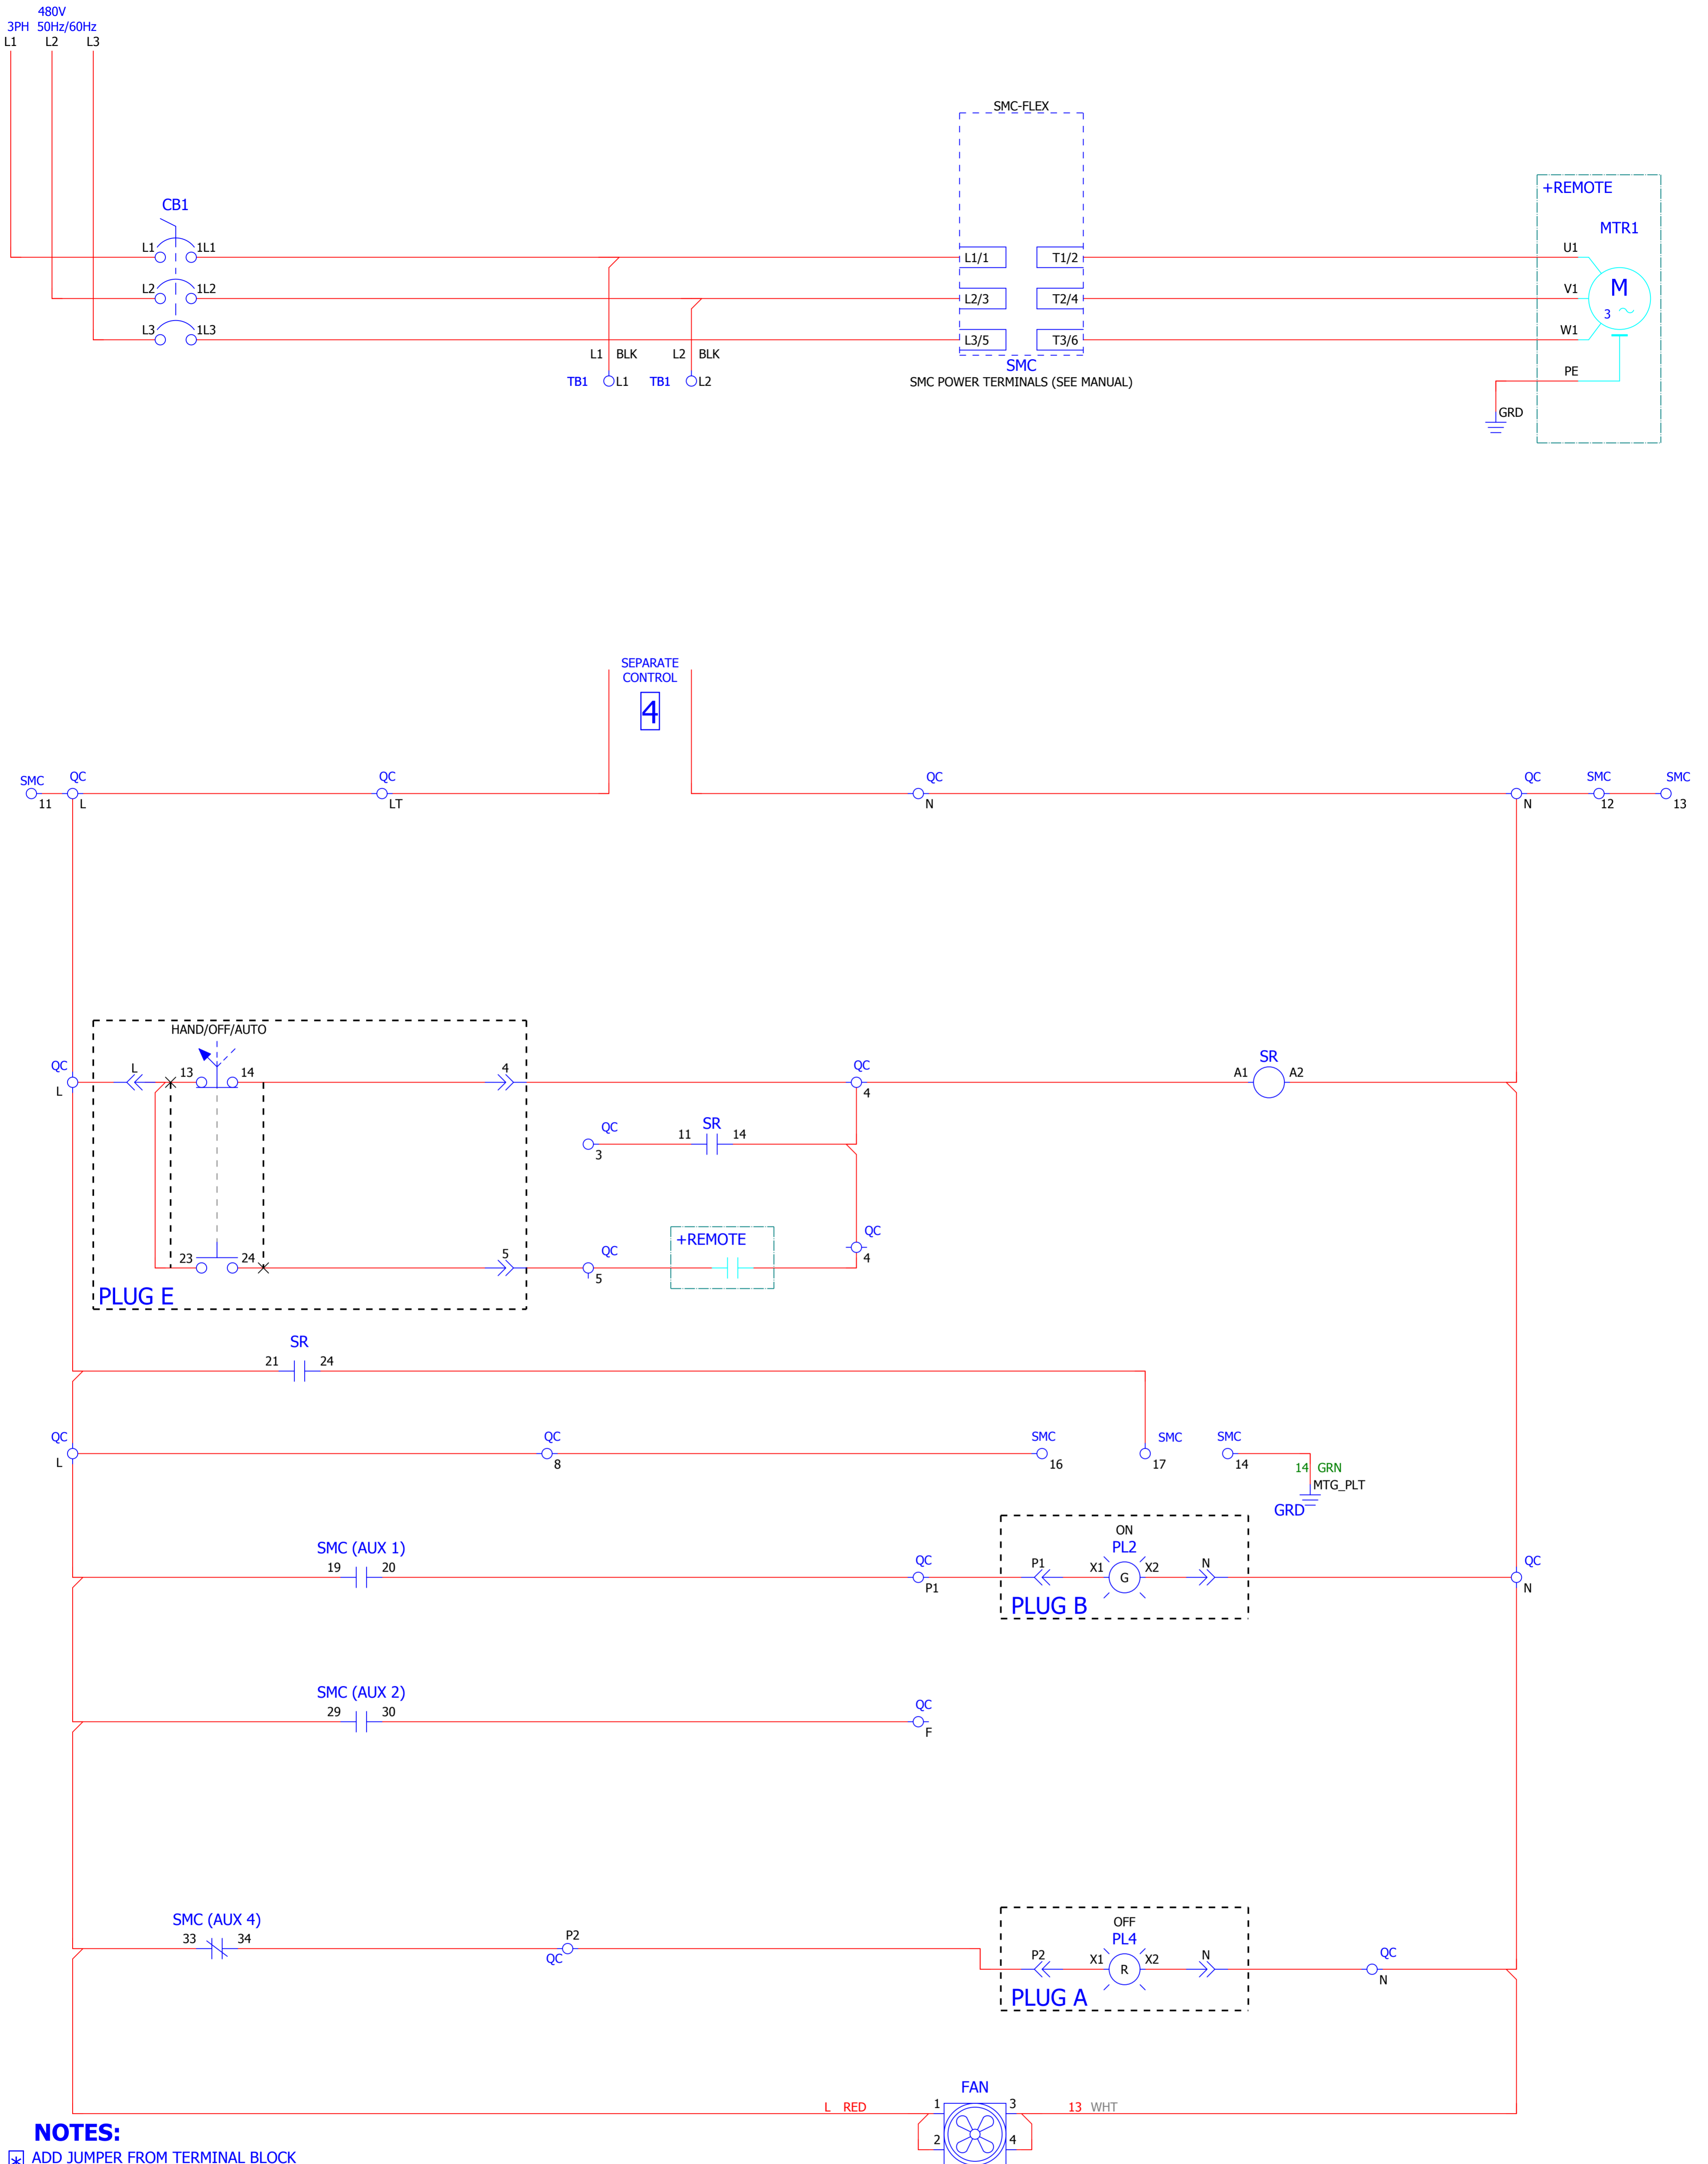 480V
3PH 50Hz/60Hz
L1 L2 L3
SMC-FLEX
+REMOTE
CB1
MTR1
L1 1L1 L1/1 T1/2 U1
L2 1L2 L2/3 T2/4 V1
M
3
L3 1L3 L3/5 T3/6 W1
L1 BLK L2 BLK
SMC
TB1 L1 TB1 L2
SMC POWER TERMINALS (SEE MANUAL)
PE
GRD
SEPARATE
CONTROL
4
SMC QC QC QC QC SMC SMC
11 L LT N N 12 13
HAND/OFF/AUTO
QC L 13 14 4 QC SR
A1 A2
L 4
QC 11 SR 14
3
QC
+REMOTE
23 24 5 QC 4
5
PLUG E
SR
21 24
QC QC SMC SMC SMC
L 8 16 17 14
14 GRN
MTG_PLT
GRD
ON
SMC (AUX 1) PL2
19 20 QC P1 X1 X2 N QC
G
P1 N
PLUG B
SMC (AUX 2)
29 30 QC
F
SMC (AUX 4) OFF
33 34 P2 PL4
QC P2 X1 X2 N QC
R
N
PLUG A
FAN
L RED 1 3 13 WHT
NOTES:
2 4
* ADD JUMPER FROM TERMINAL BLOCK